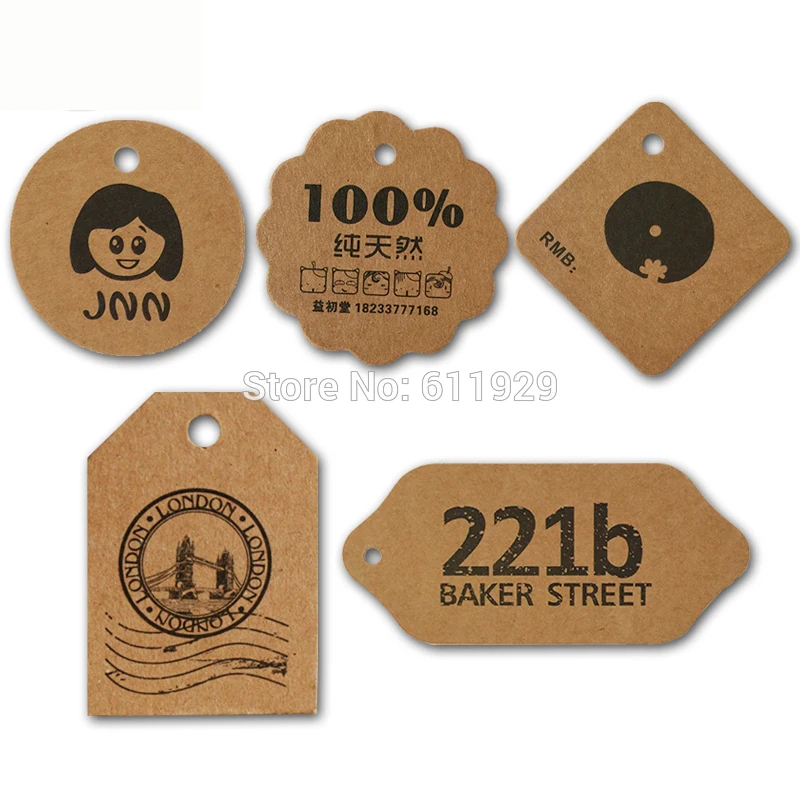 JNN
100%
纯天然
益初堂 18233777168
RMB:
Store No: 611929
·LONDON·LONDON·LONDON·LONDON
221b
BAKER STREET